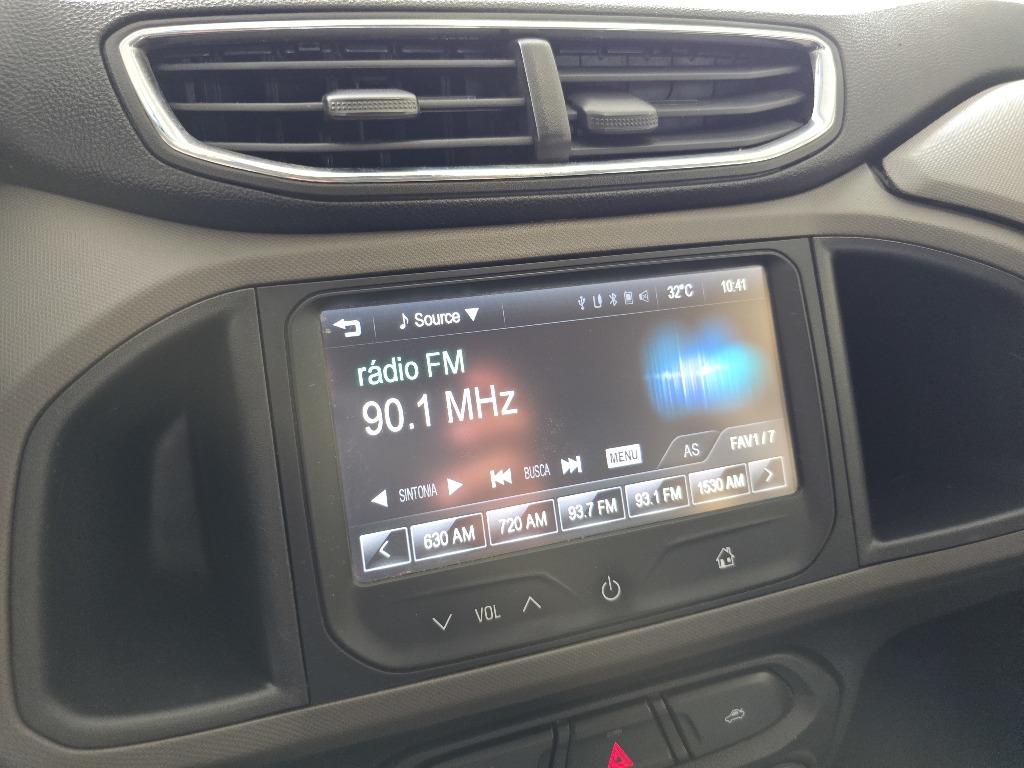 Source 32°C 10:41
rádio FM
90.1 MHz
SINTONIA BUSCA MENU AS FAV1/7
630 AM 720 AM 93.7 FM 93.1 FM 1530 AM
VOL